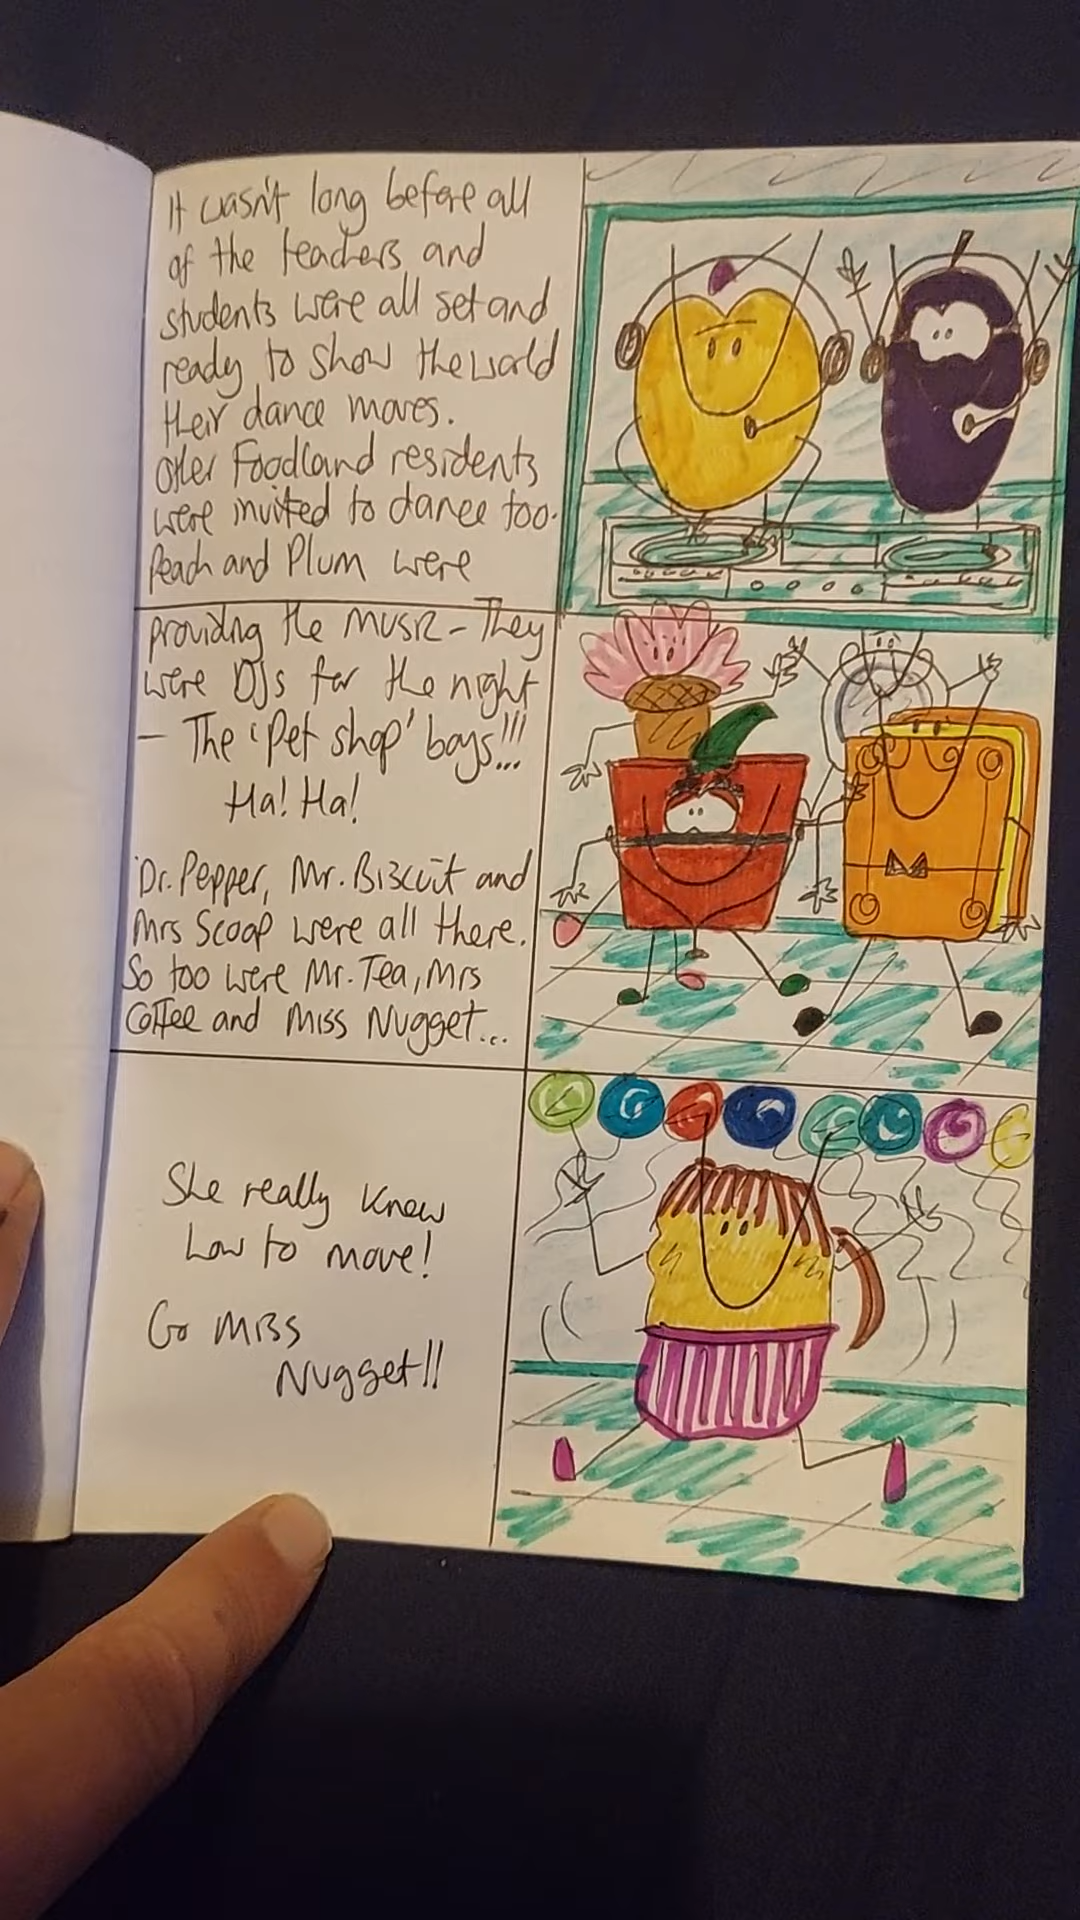 It wasn't long before all
of the teachers and
students were all set and
ready to show the world
their dance moves.
Other Foodland residents
were invited to dance too.
Peach and Plum were
providing the music - They
were DJs for the night
- The 'Pet shop' boys!!!
Ha! Ha!
Dr. Pepper, Mr. Biscuit and
Mrs Scoop were all there.
So too were Mr. Tea, Mrs
Coffee and Miss Nugget...
She really knew
how to move!
Go Miss
Nugget!!